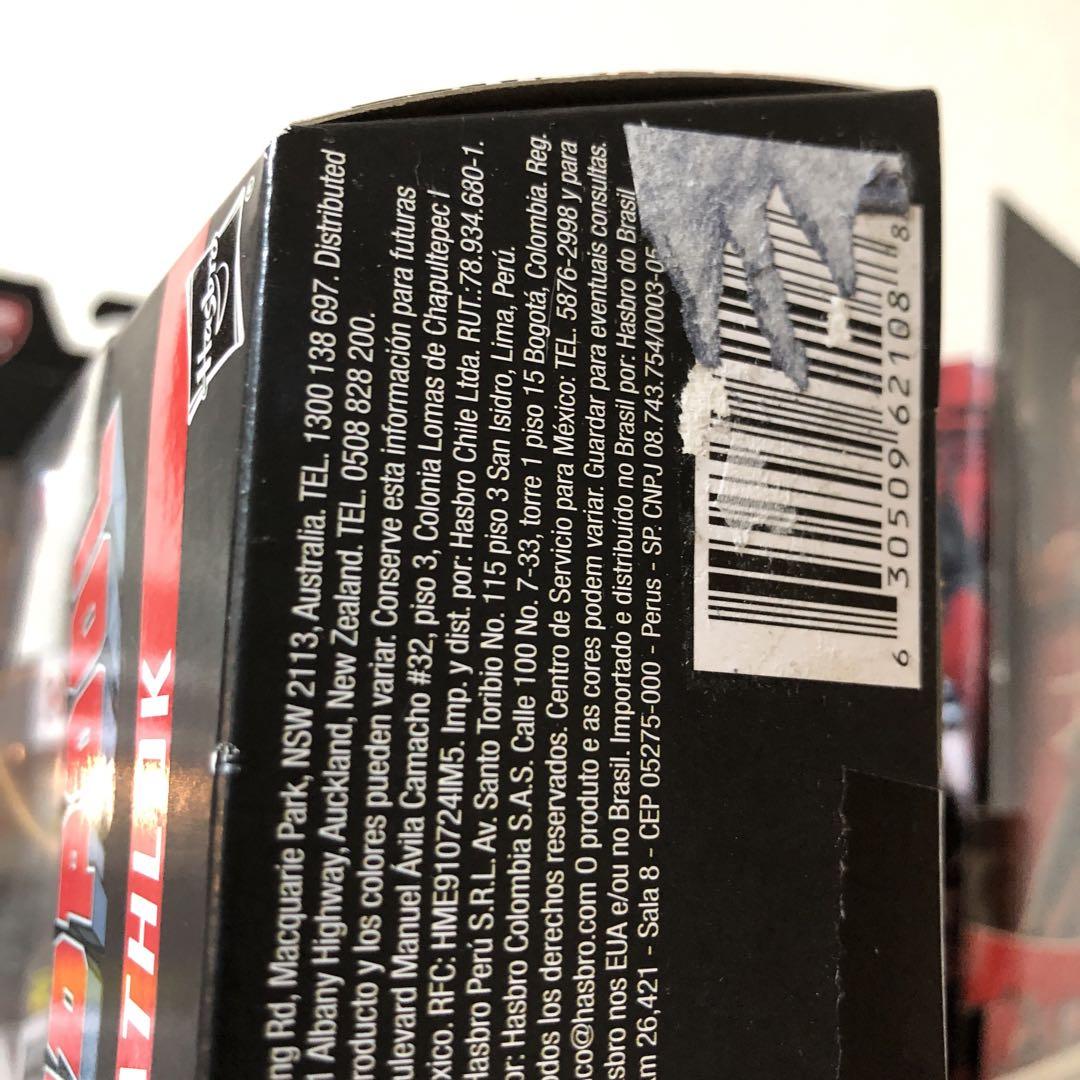 Hasbro
THLOK
ng Rd, Macquarie Park, NSW 2113, Australia. TEL. 1300 138 697. Distributed
1 Albany Highway, Auckland, New Zealand. TEL. 0508 828 200.
roducto y los colores pueden variar. Conserve esta información para futuras
ulevard Manuel Ávila Camacho #32, piso 3, Colonia Lomas de Chapultepec I
xico. RFC: HME910724IM5. Imp. y dist. por: Hasbro Chile Ltda. RUT.:78.934.680-1.
Hasbro Perú S.R.L. Av. Santo Toribio No. 115 piso 3 San Isidro, Lima, Perú.
or: Hasbro Colombia S.A.S. Calle 100 No. 7-33, torre 1 piso 15 Bogotá, Colombia. Reg.
odos los derechos reservados. Centro de Servicio para México: TEL. 5876-2998 y para
co@hasbro.com O produto e as cores podem variar. Guardar para eventuais consultas.
sbro nos EUA e/ou no Brasil. Importado e distribuído no Brasil por: Hasbro do Brasil
m 26,421 - Sala 8 - CEP 05275-000 - Perus - SP. CNPJ 08.743.754/0003-05
6 30509 62108 8